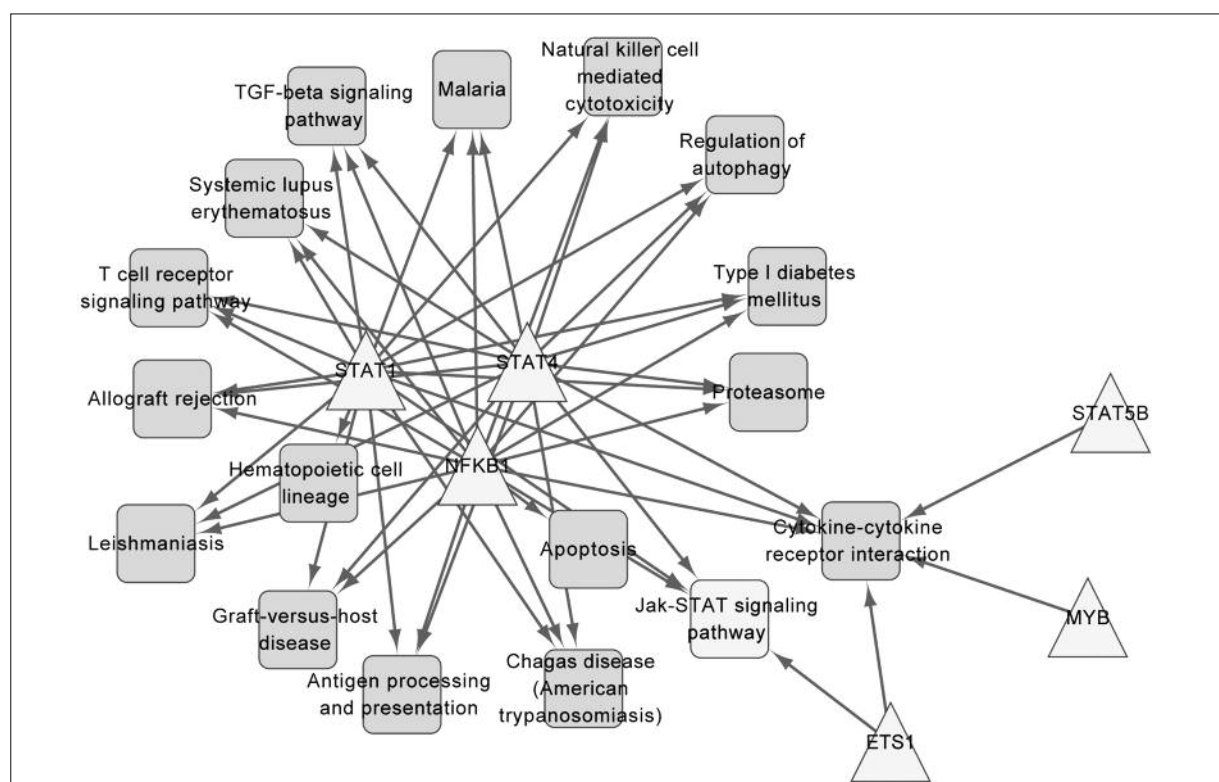 Natural killer cell
mediated
cytotoxicity
TGF-beta signaling
pathway
Malaria
Regulation of
autophagy
Systemic lupus
erythematosus
T cell receptor
signaling pathway
Type I diabetes
mellitus
STAT1
STAT4
Allograft rejection
Proteasome
STAT5B
NFKB1
Hematopoietic cell
lineage
Leishmaniasis
Apoptosis
Cytokine-cytokine
receptor interaction
Graft-versus-host
disease
Jak-STAT signaling
pathway
MYB
Antigen processing
and presentation
Chagas disease
(American
trypanosomiasis)
ETS1